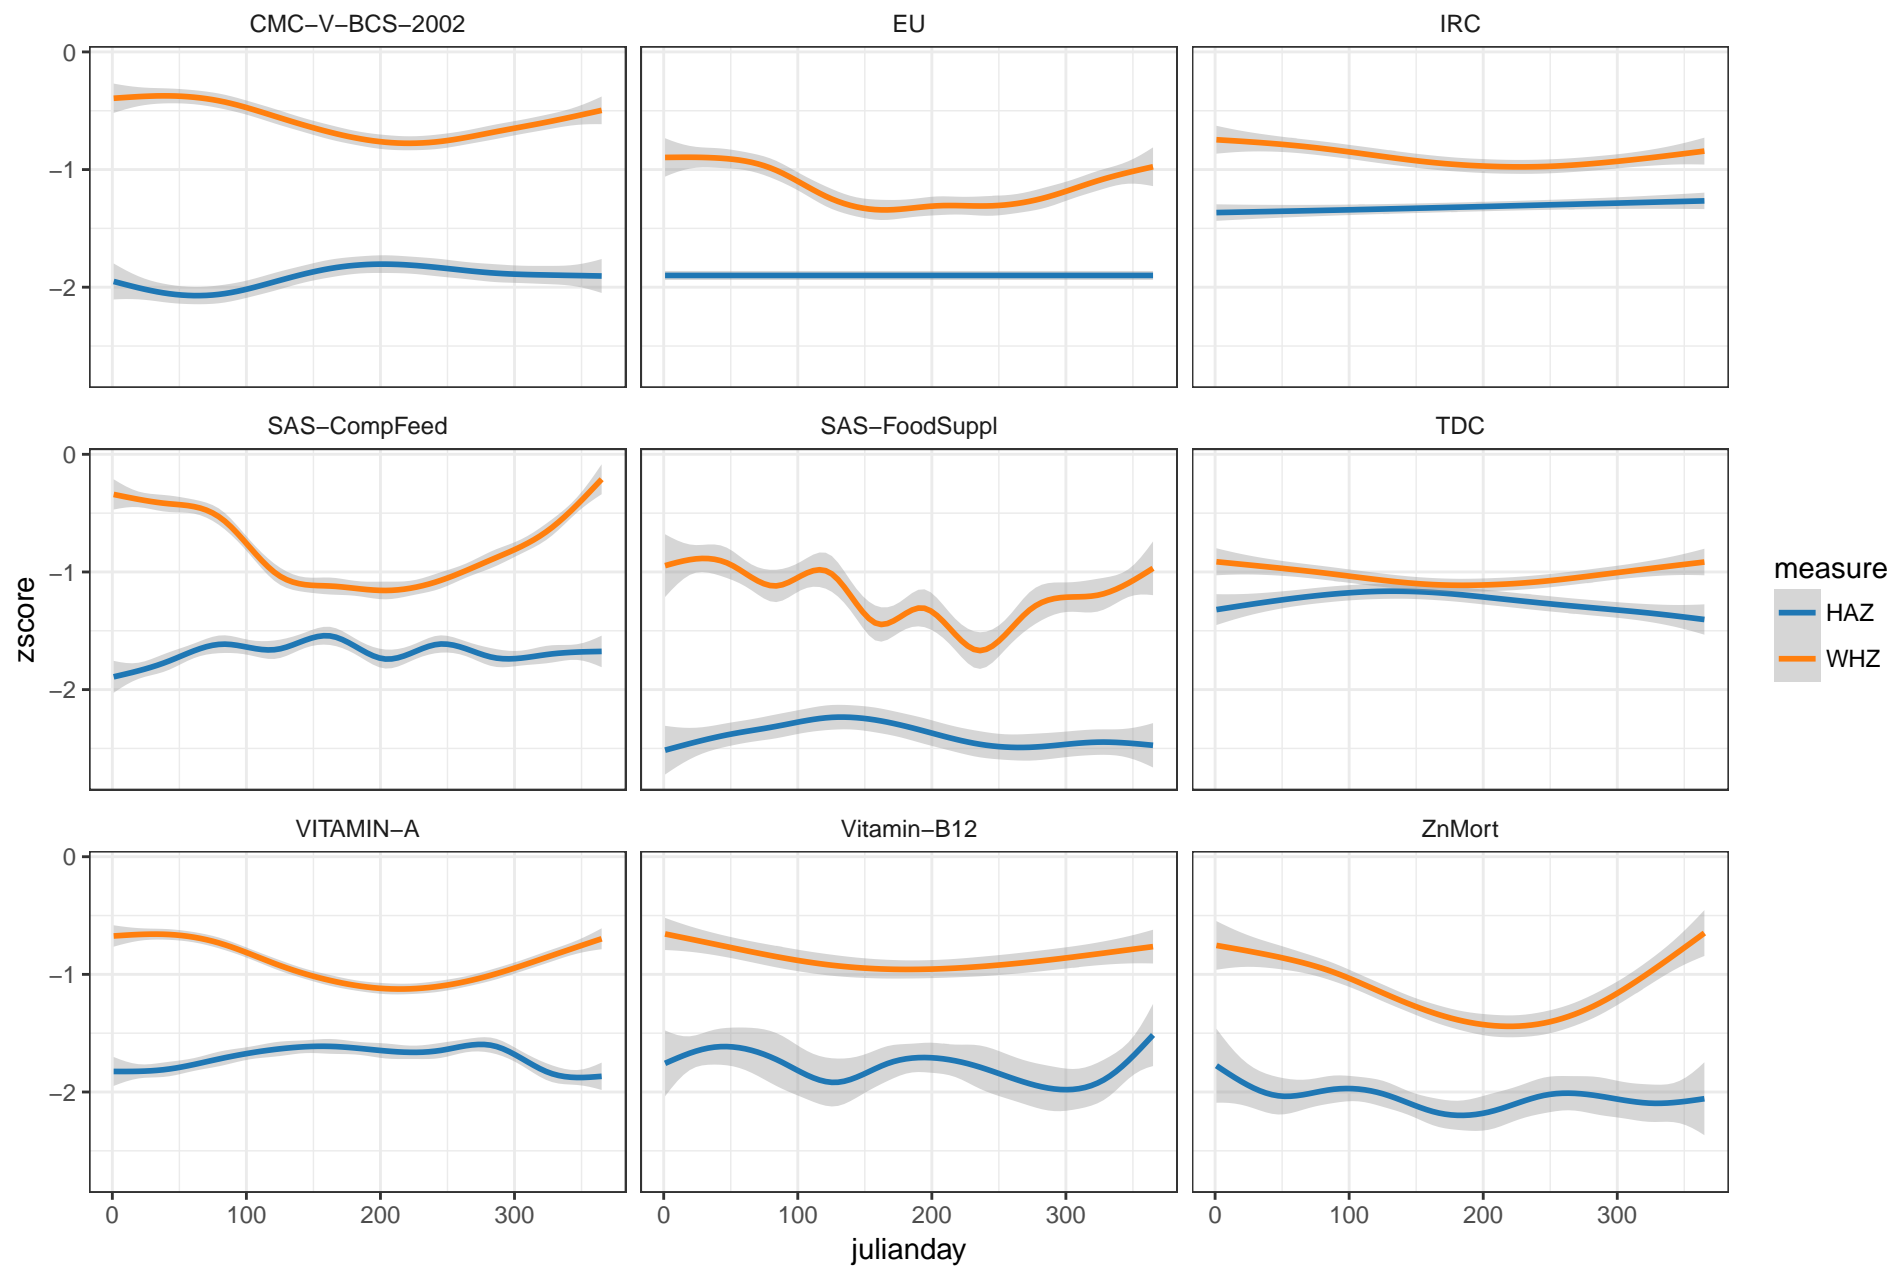 CMC−V−BCS−2002 EU IRC
0
−1
−2
SAS−CompFeed SAS−FoodSuppl TDC
0
−1
−2
zscore
measure
HAZ
WHZ
VITAMIN−A Vitamin−B12 ZnMort
0
−1
−2
0 100 200 300 0 100 200 300 0 100 200 300
julianday